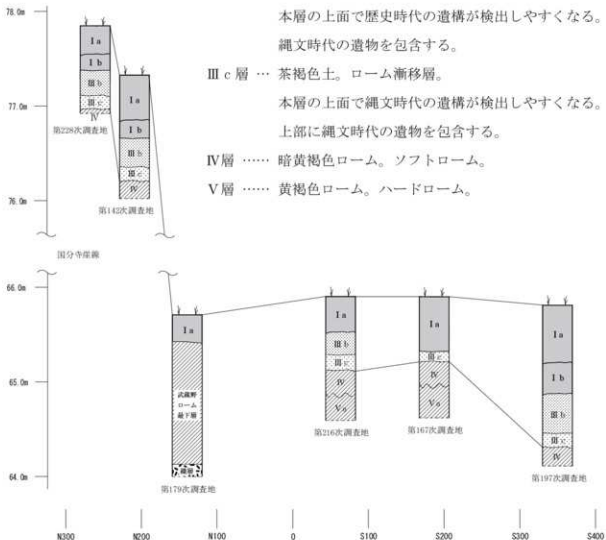 本層の上面で歴史時代の遺構が検出しやすくなる。
縄文時代の遺物を包含する。
Ⅲｃ層 … 茶褐色土。ローム漸移層。
本層の上面で縄文時代の遺構が検出しやすくなる。
上部に縄文時代の遺物を包含する。
Ⅳ層 …… 暗黄褐色ローム。ソフトローム。
Ⅴ層 …… 黄褐色ローム。ハードローム。
78.0m
77.0m
76.0m
Ⅰa
Ⅰb
Ⅲb
Ⅲc
Ⅳ
第228次調査地
Ⅰa
Ⅰb
Ⅲb
Ⅲc
Ⅳ
第142次調査地
国分寺崖線
66.0m
65.0m
64.0m
Ⅰa
武蔵野
ローム
最下層
礫層
第179次調査地
Ⅰa
Ⅲb
Ⅲc
Ⅳ
Ⅴa
第216次調査地
Ⅰa
Ⅲc
Ⅳ
Ⅴa
第167次調査地
Ⅰa
Ⅰb
Ⅲb
Ⅲc
Ⅳ
第197次調査地
N300 N200 N100 0 S100 S200 S300 S400